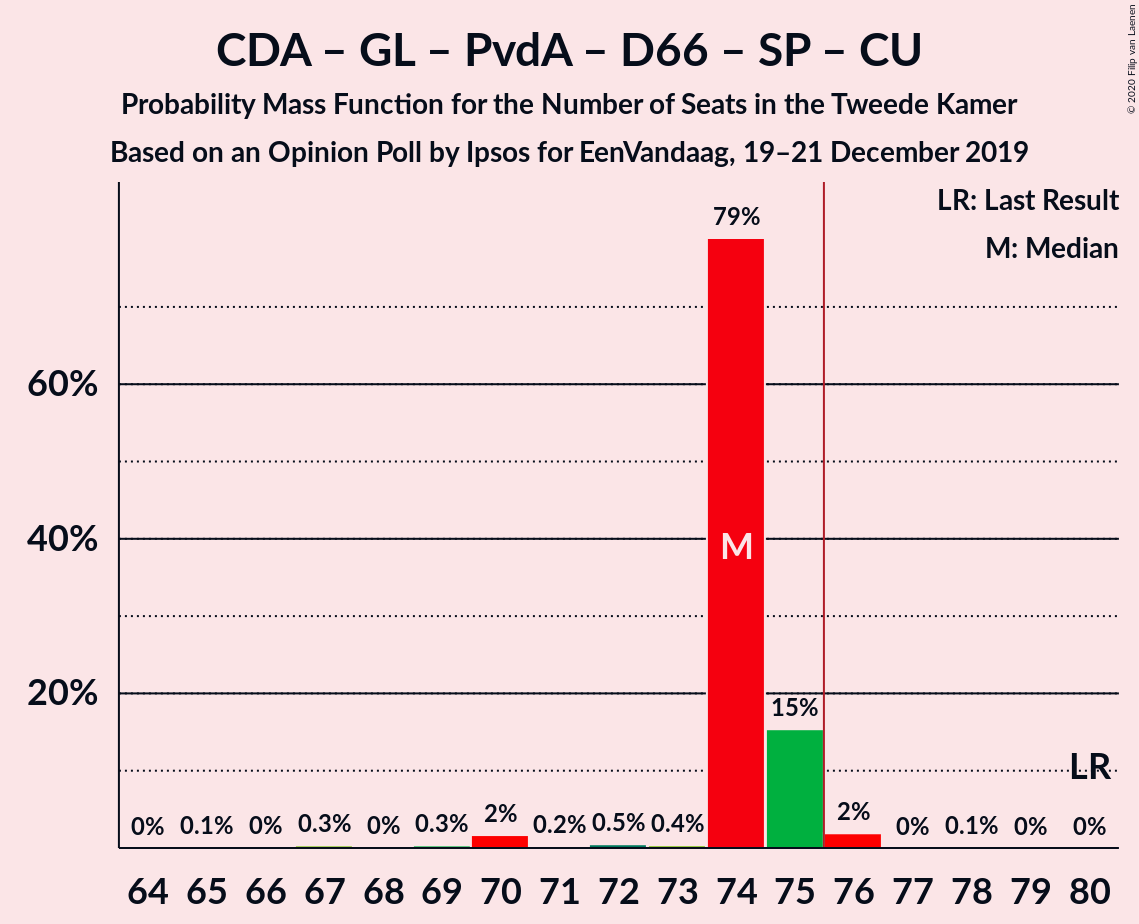 CDA – GL – PvdA – D66 – SP – CU
Probability Mass Function for the Number of Seats in the Tweede Kamer
Based on an Opinion Poll by Ipsos for EenVandaag, 19–21 December 2019
© 2020 Filip van Laenen
LR: Last Result
M: Median
79%
60%
40%
M
20%
15%
LR
0% 0.1% 0% 0.3% 0% 0.3% 2% 0.2% 0.5% 0.4% 2% 0% 0.1% 0% 0%
64 65 66 67 68 69 70 71 72 73 74 75 76 77 78 79 80